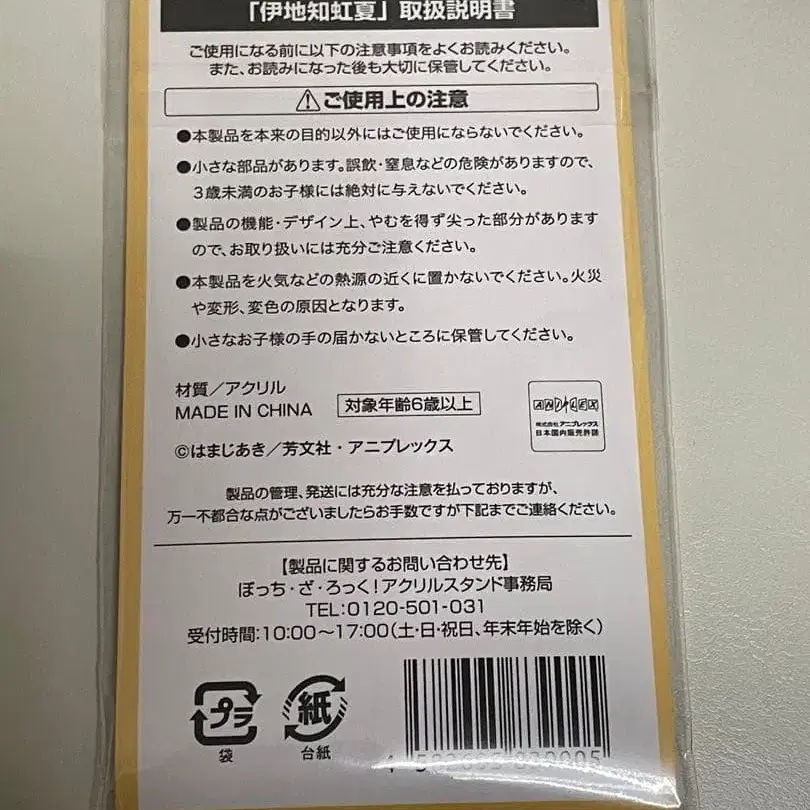 「伊地知虹夏」取扱説明書
ご使用になる前に以下の注意事項をよくお読みください。
また、お読みになった後も大切に保管してください。
⚠ご使用上の注意
●本製品を本来の目的以外にはご使用にならないでください。
●小さな部品があります。誤飲・窒息などの危険がありますので、
3歳未満のお子様には絶対に与えないでください。
●製品の機能・デザイン上、やむを得ず尖った部分があります
ので、お取り扱いには充分ご注意ください。
●本製品を火気などの熱源の近くに置かないでください。火災
や変形、変色の原因となります。
●小さなお子様の手の届かないところに保管してください。
材質/アクリル
MADE IN CHINA
対象年齢6歳以上
ANIPLEX
株式会社アニプレックス
日本国内販売許諾
©はまじあき/芳文社・アニプレックス
製品の管理、発送には充分な注意を払っておりますが、
万一不都合な点がございましたらお手数ですが下記までご連絡ください。
【製品に関するお問い合わせ先】
ぼっち・ざ・ろっく!アクリルスタンド事務局
TEL:0120-501-031
受付時間:10:00〜17:00(土・日・祝日、年末年始を除く)
プラ
袋
紙
台紙